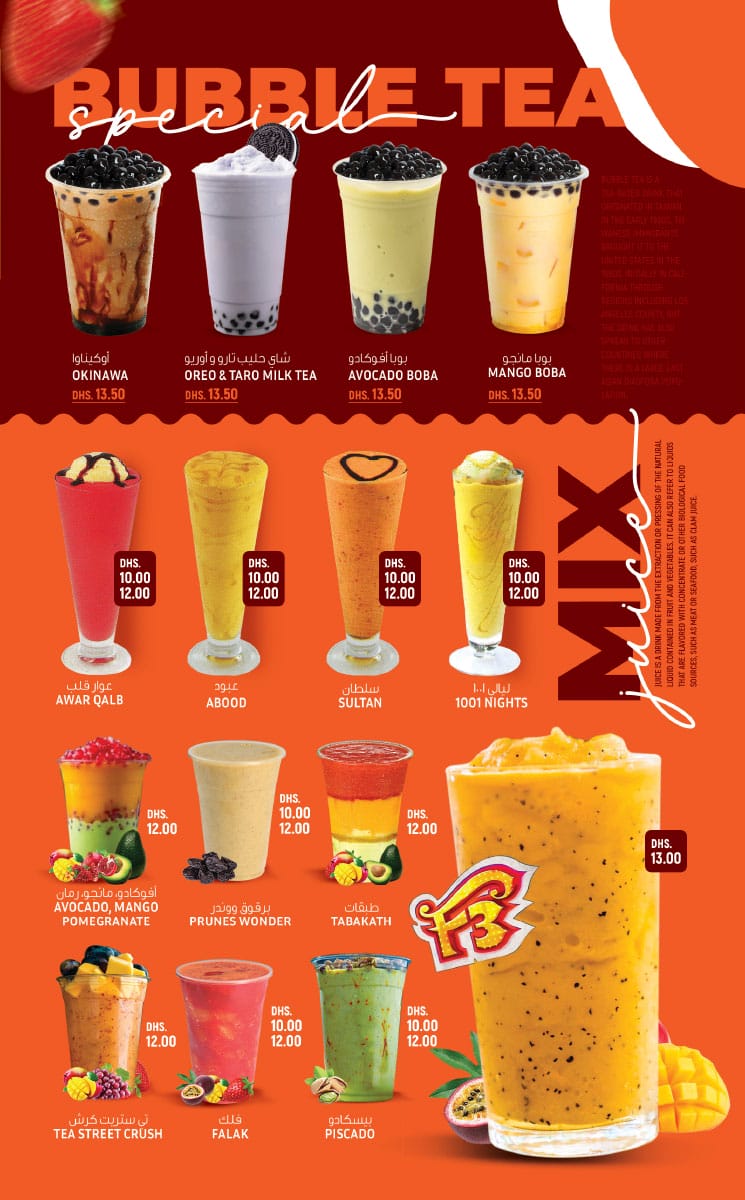 BUBBLE TEA
special
أوكيناوا
OKINAWA
DHS. 13.50
شاي حليب تارو و أوريو
OREO & TARO MILK TEA
DHS. 13.50
بوبا أفوكادو
AVOCADO BOBA
DHS. 13.50
بوبا مانجو
MANGO BOBA
DHS. 13.50
BUBBLE TEA IS A
TEA-BASED DRINK THAT
ORIGINATED IN TAIWAN
IN THE EARLY 1980S. TAI
WANESE IMMIGRANTS
BROUGHT IT TO THE
UNITED STATES IN THE
1990S, INITIALLY IN CALI
FORNIA THROUGH
REGIONS INCLUDING LOS
ANGELES COUNTY, BUT
THE DRINK HAS ALSO
SPREAD TO OTHER
COUNTRIES WHERE
THERE IS A LARGE EAST
ASIAN DIASPORA POPU-
LATION.
MIX
juice
JUICE IS A DRINK MADE FROM THE EXTRACTION OR PRESSING OF THE NATURAL
LIQUID CONTAINED IN FRUIT AND VEGETABLES. IT CAN ALSO REFER TO LIQUIDS
THAT ARE FLAVORED WITH CONCENTRATE OR OTHER BIOLOGICAL FOOD
SOURCES, SUCH AS MEAT OR SEAFOOD, SUCH AS CLAM JUICE.
DHS.
10.00
12.00
عوار قلب
AWAR QALB
DHS.
10.00
12.00
عبود
ABOOD
DHS.
10.00
12.00
سلطان
SULTAN
DHS.
10.00
12.00
ليالي ١٠٠١
1001 NIGHTS
DHS.
12.00
أفوكادو، مانجو، رمان
AVOCADO, MANGO
POMEGRANATE
DHS.
10.00
12.00
برقوق ووندر
PRUNES WONDER
DHS.
12.00
طبقات
TABAKATH
DHS.
13.00
F3
DHS.
12.00
تي ستريت كرش
TEA STREET CRUSH
DHS.
10.00
12.00
فلك
FALAK
DHS.
10.00
12.00
بيسكادو
PISCADO